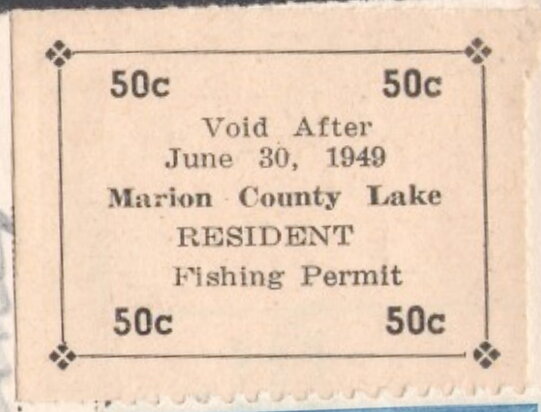 50c 50c
Void After
June 30, 1949
Marion County Lake
RESIDENT
Fishing Permit
50c 50c